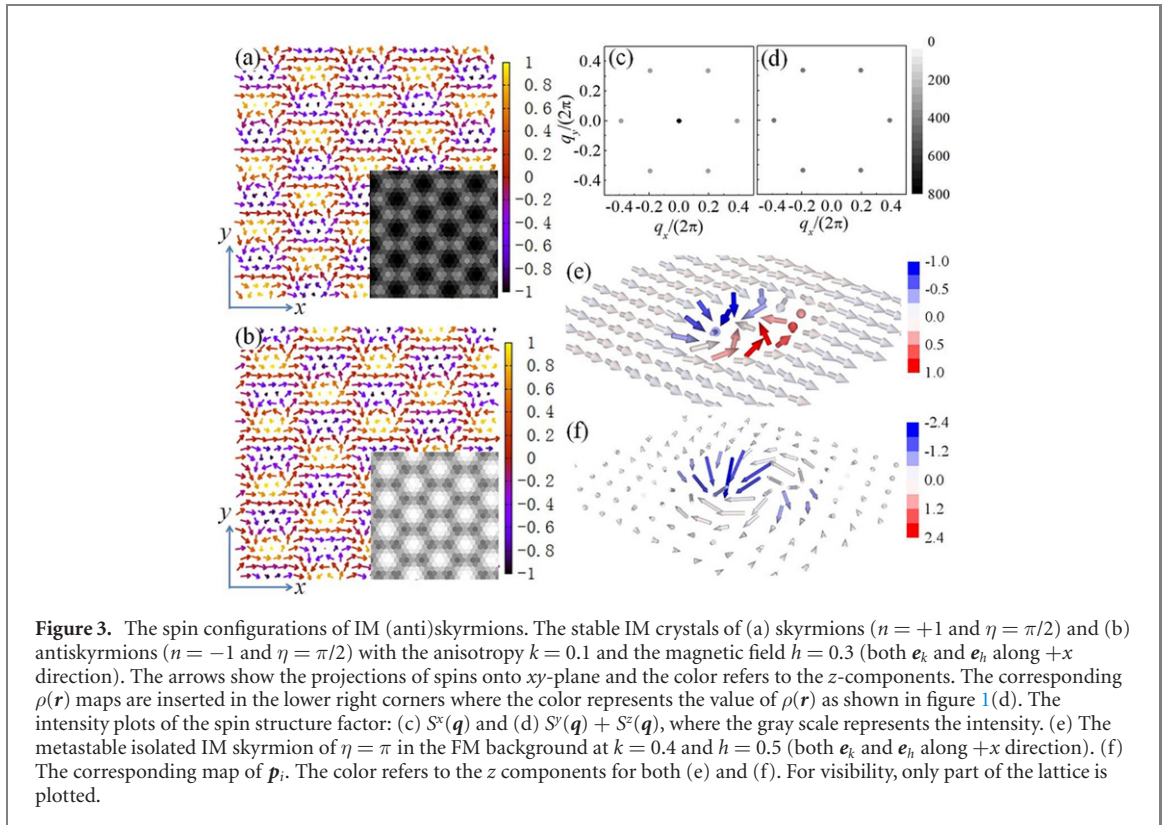 (a)
1
0.8
0.6
0.4
0.2
0
−0.2
−0.4
−0.6
−0.8
−1
y
x
(b)
1
0.8
0.6
0.4
0.2
0
−0.2
−0.4
−0.6
−0.8
−1
y
x
(c)
0.4
0.2
0.0
-0.2
-0.4
q_y/(2π)
-0.4 -0.2 0.0 0.2 0.4
q_x/(2π)
(d)
-0.4 -0.2 0.0 0.2 0.4
q_x/(2π)
0
200
400
600
800
(e)
-1.0
-0.5
0.0
0.5
1.0
(f)
-2.4
-1.2
0.0
1.2
2.4
Figure 3. The spin configurations of IM (anti)skyrmions. The stable IM crystals of (a) skyrmions (n = +1 and η = π/2) and (b)
antiskyrmions (n = −1 and η = π/2) with the anisotropy k = 0.1 and the magnetic field h = 0.3 (both e_k and e_h along +x
direction). The arrows show the projections of spins onto xy-plane and the color refers to the z-components. The corresponding
ρ(r) maps are inserted in the lower right corners where the color represents the value of ρ(r) as shown in figure 1(d). The
intensity plots of the spin structure factor: (c) S^x(q) and (d) S^y(q) + S^z(q), where the gray scale represents the intensity. (e) The
metastable isolated IM skyrmion of η = π in the FM background at k = 0.4 and h = 0.5 (both e_k and e_h along +x direction). (f)
The corresponding map of p_i. The color refers to the z components for both (e) and (f). For visibility, only part of the lattice is
plotted.